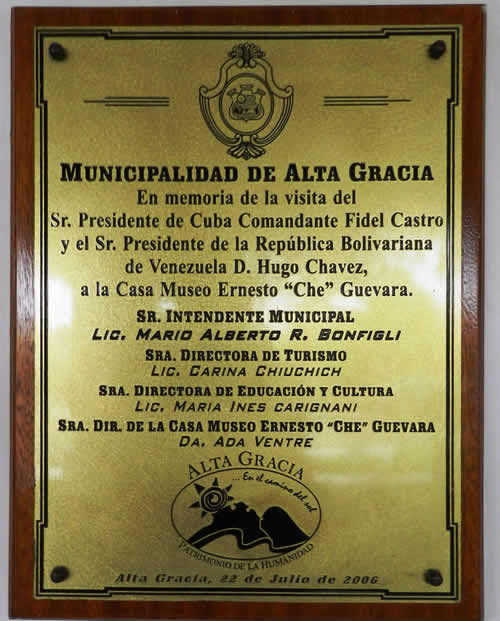 MUNICIPALIDAD DE ALTA GRACIA
En memoria de la visita del
Sr. Presidente de Cuba Comandante Fidel Castro
y el Sr. Presidente de la República Bolivariana
de Venezuela D. Hugo Chavez,
a la Casa Museo Ernesto “Che” Guevara.
SR. INTENDENTE MUNICIPAL
LIC. MARIO ALBERTO R. BONFIGLI
SRA. DIRECTORA DE TURISMO
LIC. CARINA CHIUCHICH
SRA. DIRECTORA DE EDUCACIÓN Y CULTURA
LIC. MARIA INES CARIGNANI
SRA. DIR. DE LA CASA MUSEO ERNESTO “CHE” GUEVARA
DA. ADA VENTRE
ALTA GRACIA
... En el camino del sol
PATRIMONIO DE LA HUMANIDAD
Alta Gracia, 22 de Julio de 2006